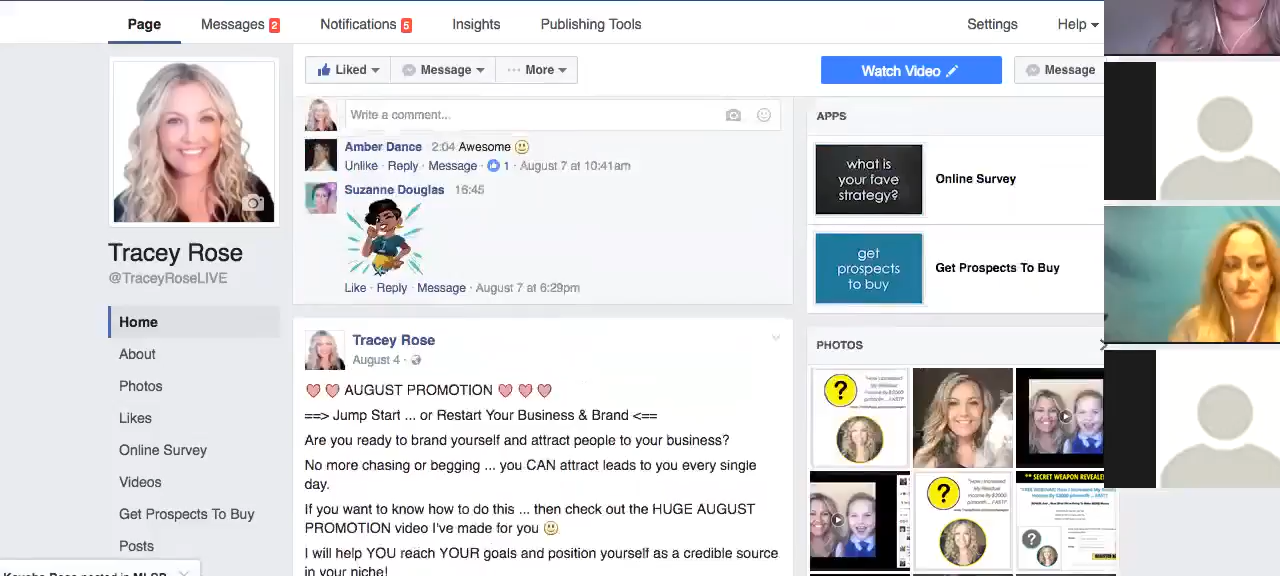 Page
Messages 2
Notifications 5
Insights
Publishing Tools
Settings
Help
Liked
Message
More
Watch Video
Message
Tracey Rose
@TraceyRoseLIVE
Home
About
Photos
Likes
Online Survey
Videos
Get Prospects To Buy
Posts
Write a comment...
Amber Dance 2:04 Awesome
Unlike · Reply · Message · 1 · August 7 at 10:41am
Suzanne Douglas 16:45
Like · Reply · Message · August 7 at 6:29pm
Tracey Rose
August 4 ·
AUGUST PROMOTION
==> Jump Start ... or Restart Your Business & Brand <==
Are you ready to brand yourself and attract people to your business?
No more chasing or begging ... you CAN attract leads to you every single
day.
If you don't know how to do this ... then check out the HUGE AUGUST
PROMOTION video I've made for you
I will help YOU reach YOUR goals and position yourself as a credible source
APPS
what is
your fave
strategy?
Online Survey
get
prospects
to buy
Get Prospects To Buy
PHOTOS
?
?
** SECRET WEAPON REVEALED
?